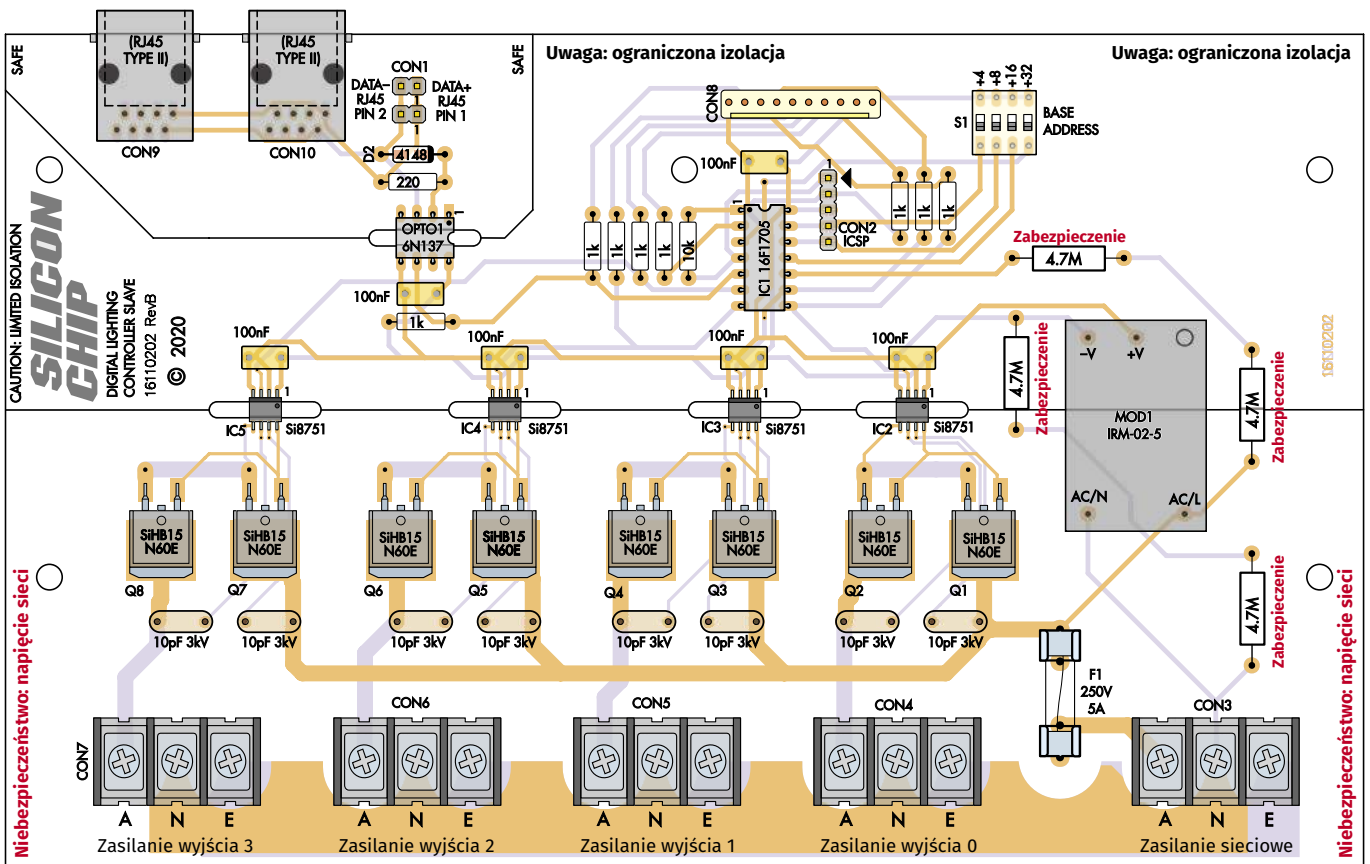 SAFE
(RJ45
TYPE II)
(RJ45
TYPE II)
CON9
CON10
CON1
DATA–
RJ45
PIN 2
DATA+
RJ45
PIN 1
1
1
SAFE
D2
4148
220
1
OPTO1
6N137
100nF
1k
Uwaga: ograniczona izolacja
Uwaga: ograniczona izolacja
CON8
100nF
1
IC1 16F1705
1
CON2
ICSP
1k
1k
1k
1k
10k
1k
1k
1k
+4
+8
+16
+32
S1
BASE
ADDRESS
Zabezpieczenie
4.7M
4.7M
Zabezpieczenie
4.7M
Zabezpieczenie
4.7M
Zabezpieczenie
–V
+V
MOD1
IRM-02-5
AC/N
AC/L
16110202
CAUTION: LIMITED ISOLATION
SILICON
CHIP
DIGITAL LIGHTING
CONTROLLER SLAVE
16110202 RevB
© 2020
100nF
100nF
100nF
100nF
1
1
1
1
IC5
Si8751
IC4
Si8751
IC3
Si8751
IC2
Si8751
SiHB15
N60E
SiHB15
N60E
SiHB15
N60E
SiHB15
N60E
SiHB15
N60E
SiHB15
N60E
SiHB15
N60E
SiHB15
N60E
Q8
Q7
Q6
Q5
Q4
Q3
Q2
Q1
10pF 3kV
10pF 3kV
10pF 3kV
10pF 3kV
10pF 3kV
10pF 3kV
10pF 3kV
10pF 3kV
F1
250V
5A
Niebezpieczeństwo: napięcie sieci
Niebezpieczeństwo: napięcie sieci
CON7
CON6
CON5
CON4
CON3
A N E
A N E
A N E
A N E
A N E
Zasilanie wyjścia 3
Zasilanie wyjścia 2
Zasilanie wyjścia 1
Zasilanie wyjścia 0
Zasilanie sieciowe